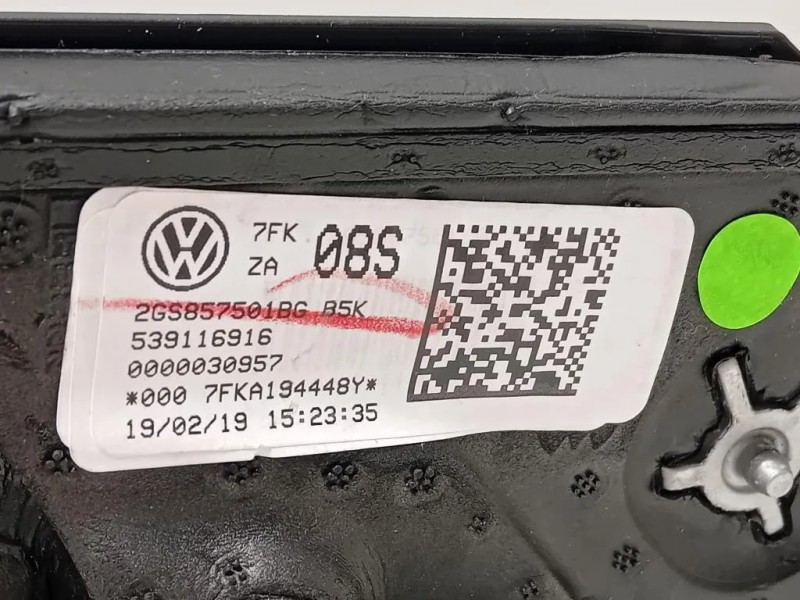 7FK 08S
ZA
2GS857501BG B5K
539116916
0000030957
*000 7FKA194448Y*
19/02/19 15:23:35